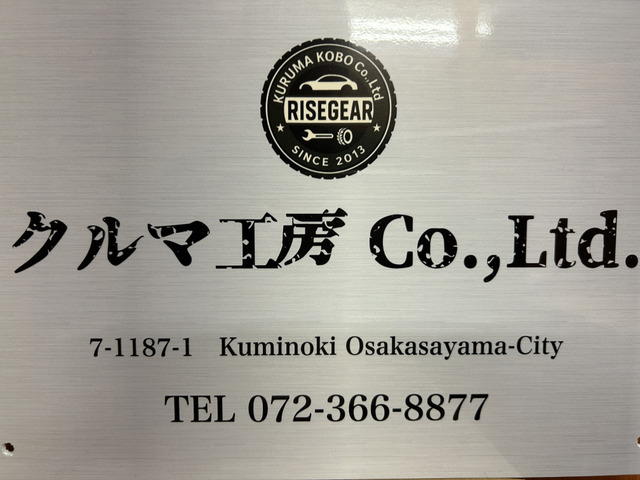 KURUMA KOBO Co.,Ltd
RISEGEAR
SINCE 2013
クルマ工房 Co.,Ltd.
7-1187-1 Kuminoki Osakasayama-City
TEL 072-366-8877